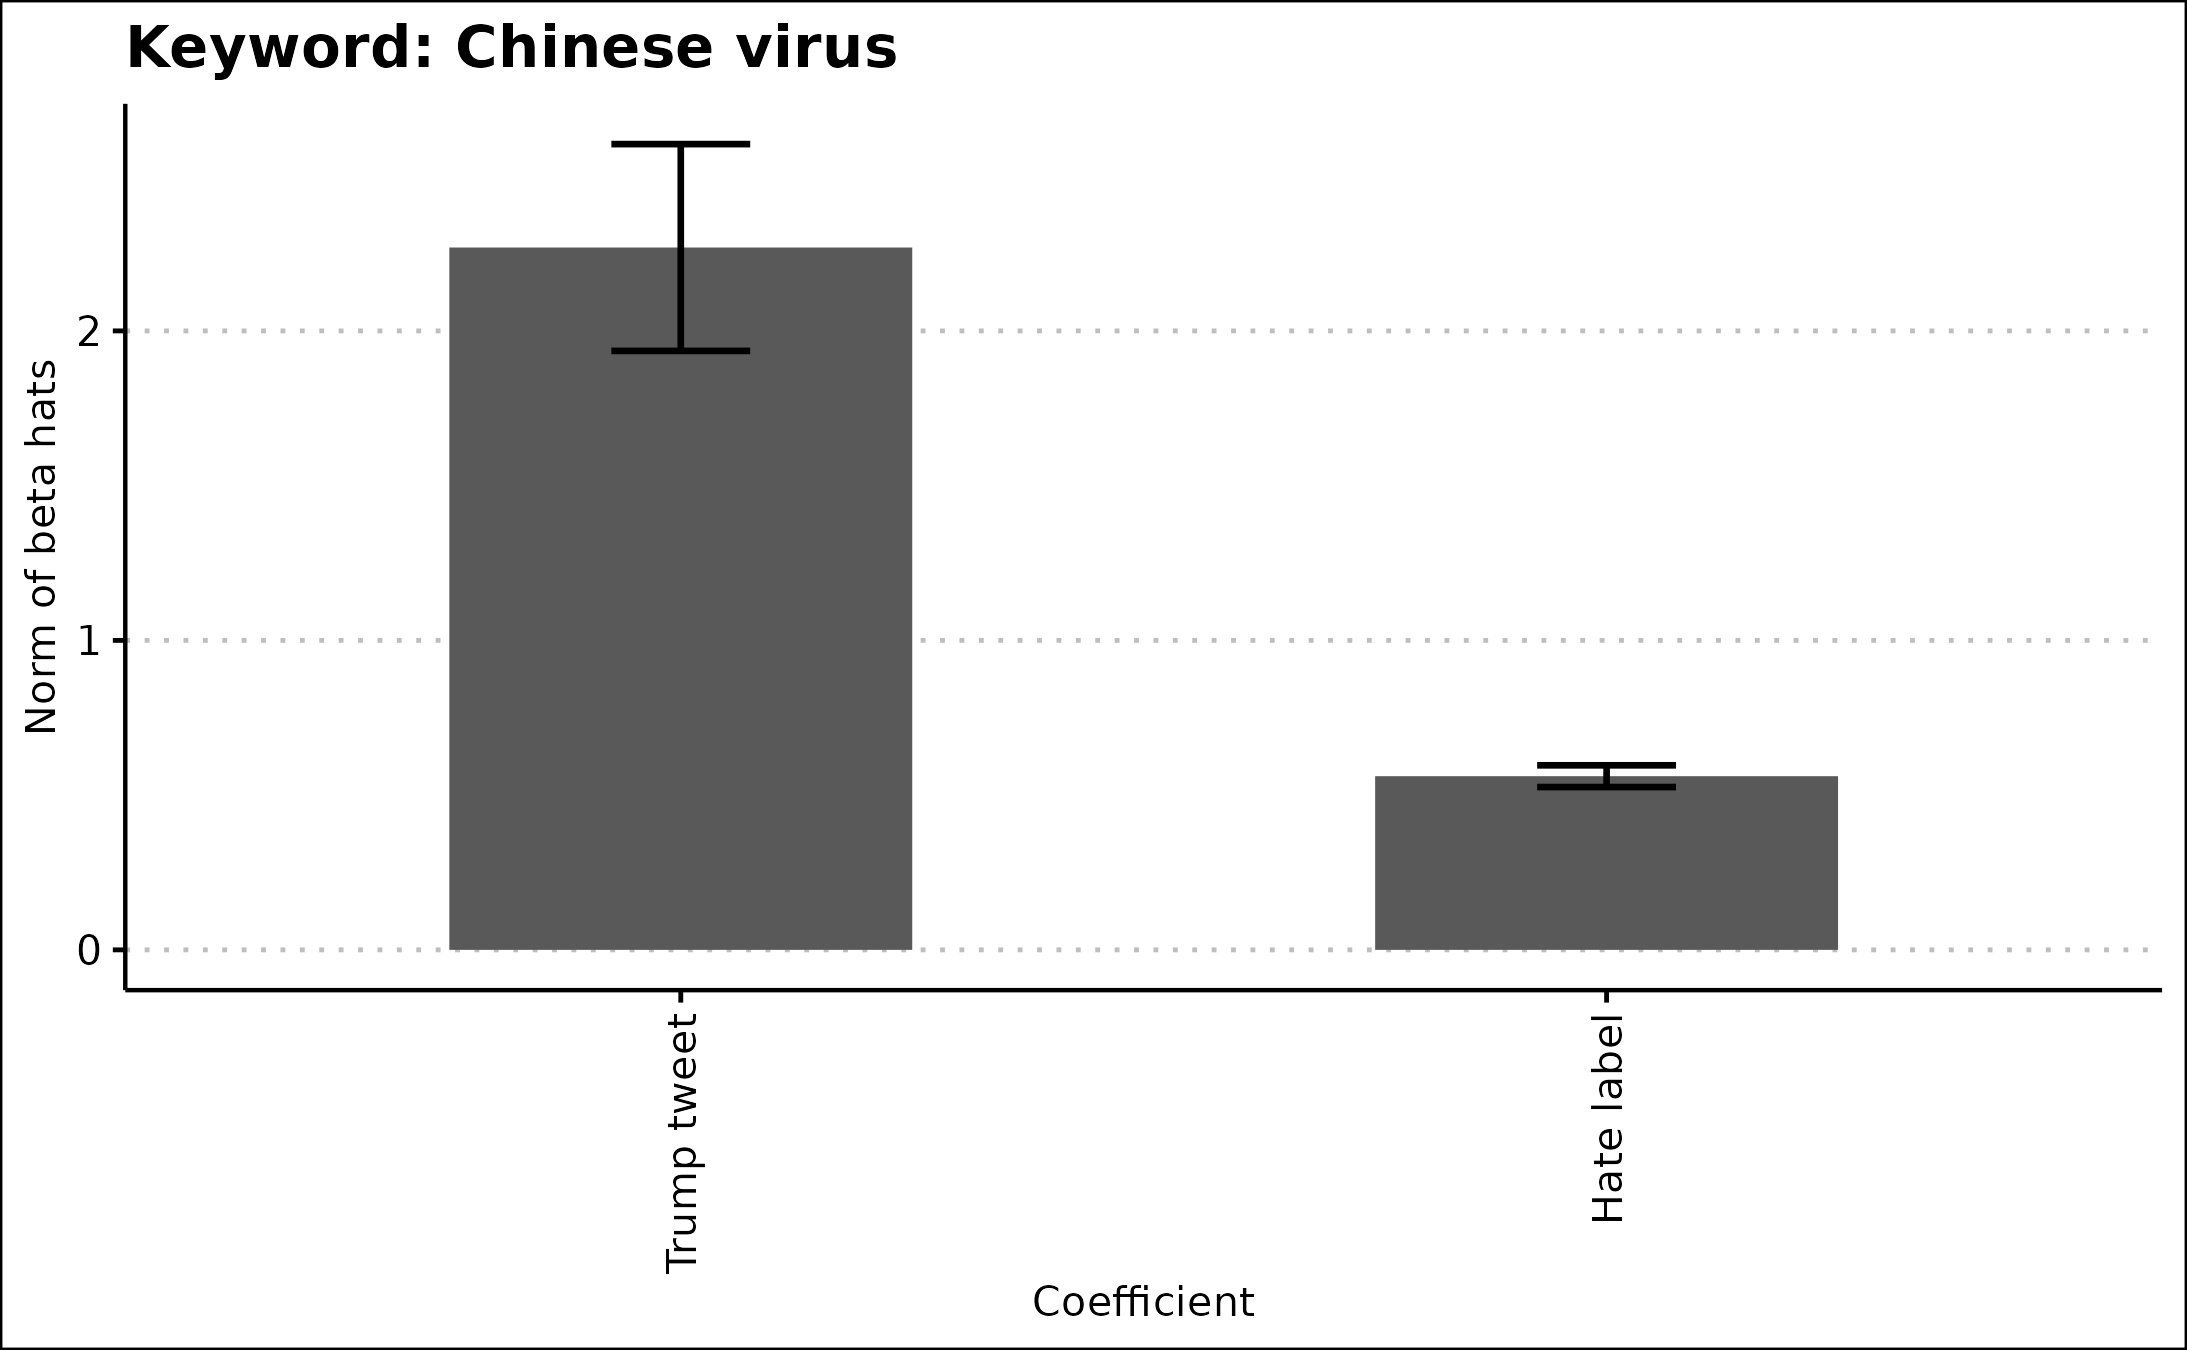 Keyword: Chinese virus
Norm of beta hats
2
1
0
Trump tweet
Hate label
Coefficient